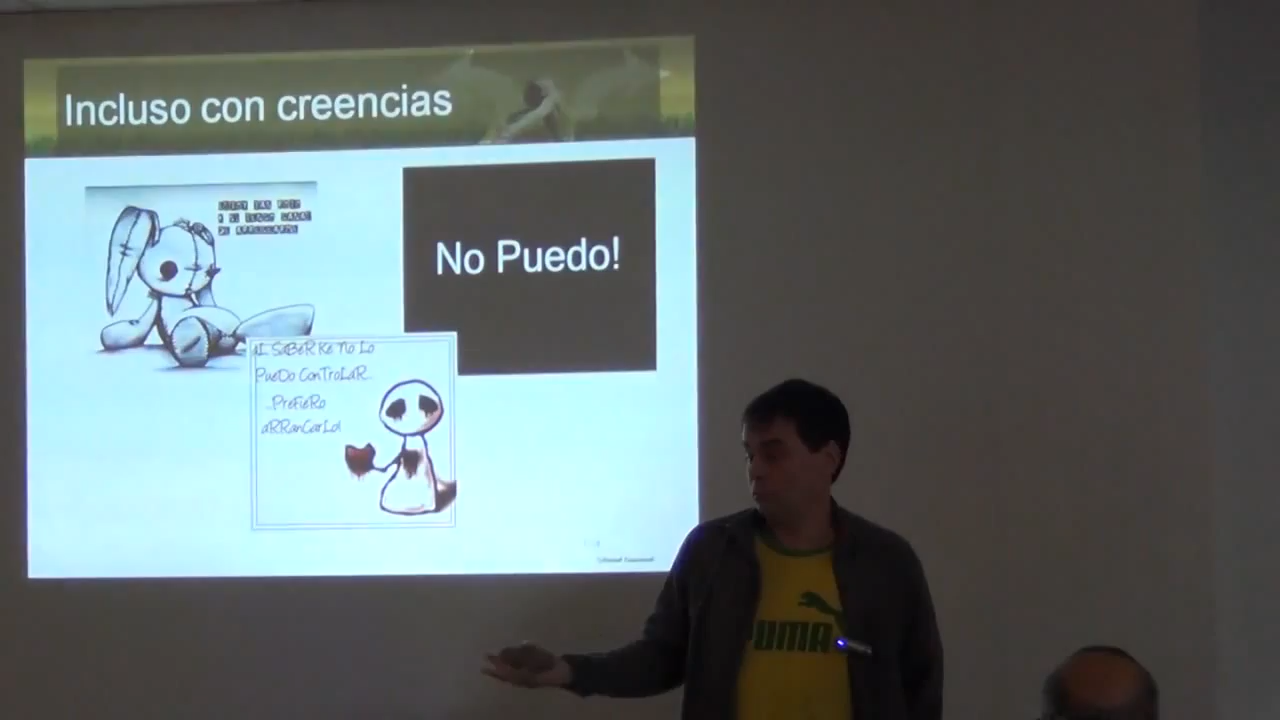 Incluso con creencias
No Puedo!
aL SaBeR Ke No Lo
PueDo ConTroLaR
...PreFieRo
aRRanCarLo!
PUMA